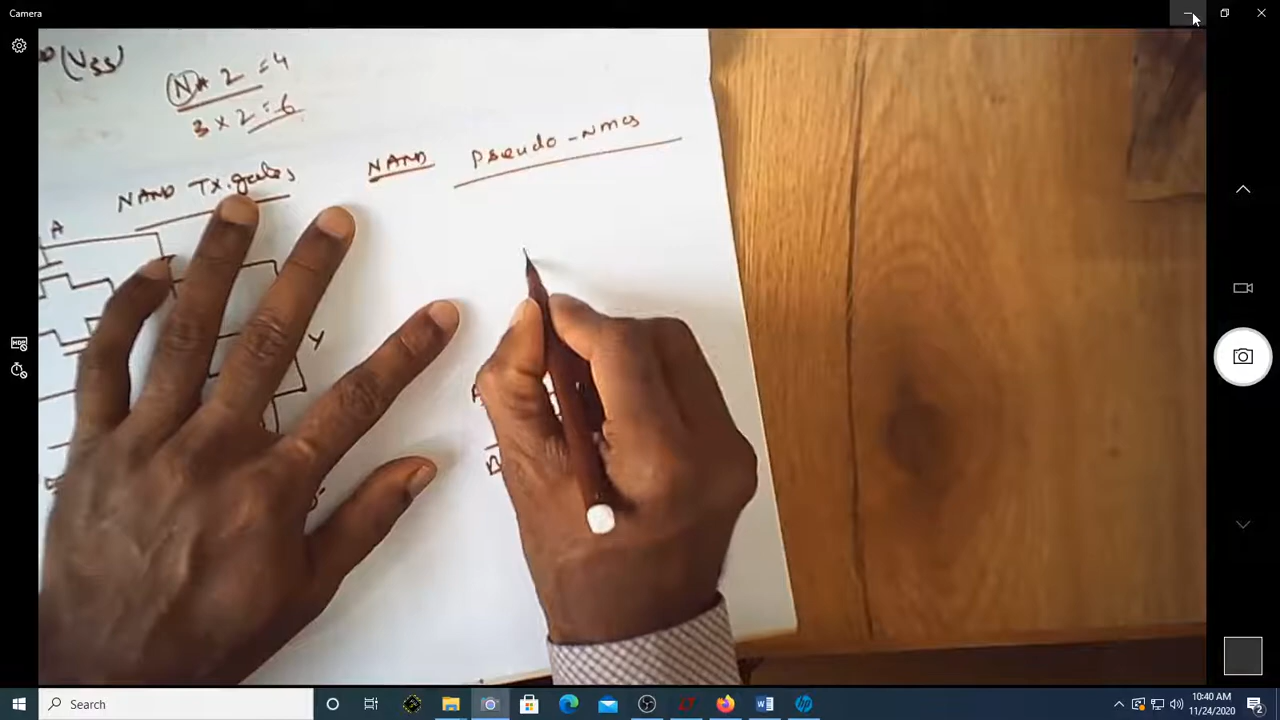 Camera
(VSS)
N * 2 = 4
3 x 2 = 6
NAND Tx.gates
NAND Pseudo-NMOS
A
Y
B
Search
10:40 AM
11/24/2020
2